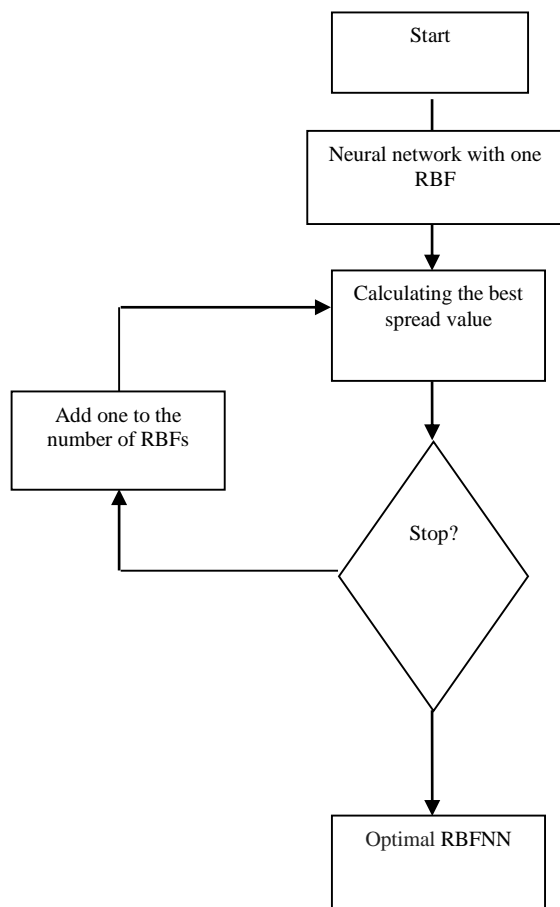 Start
Neural network with one
RBF
Calculating the best
spread value
Add one to the
number of RBFs
Stop?
Optimal RBFNN